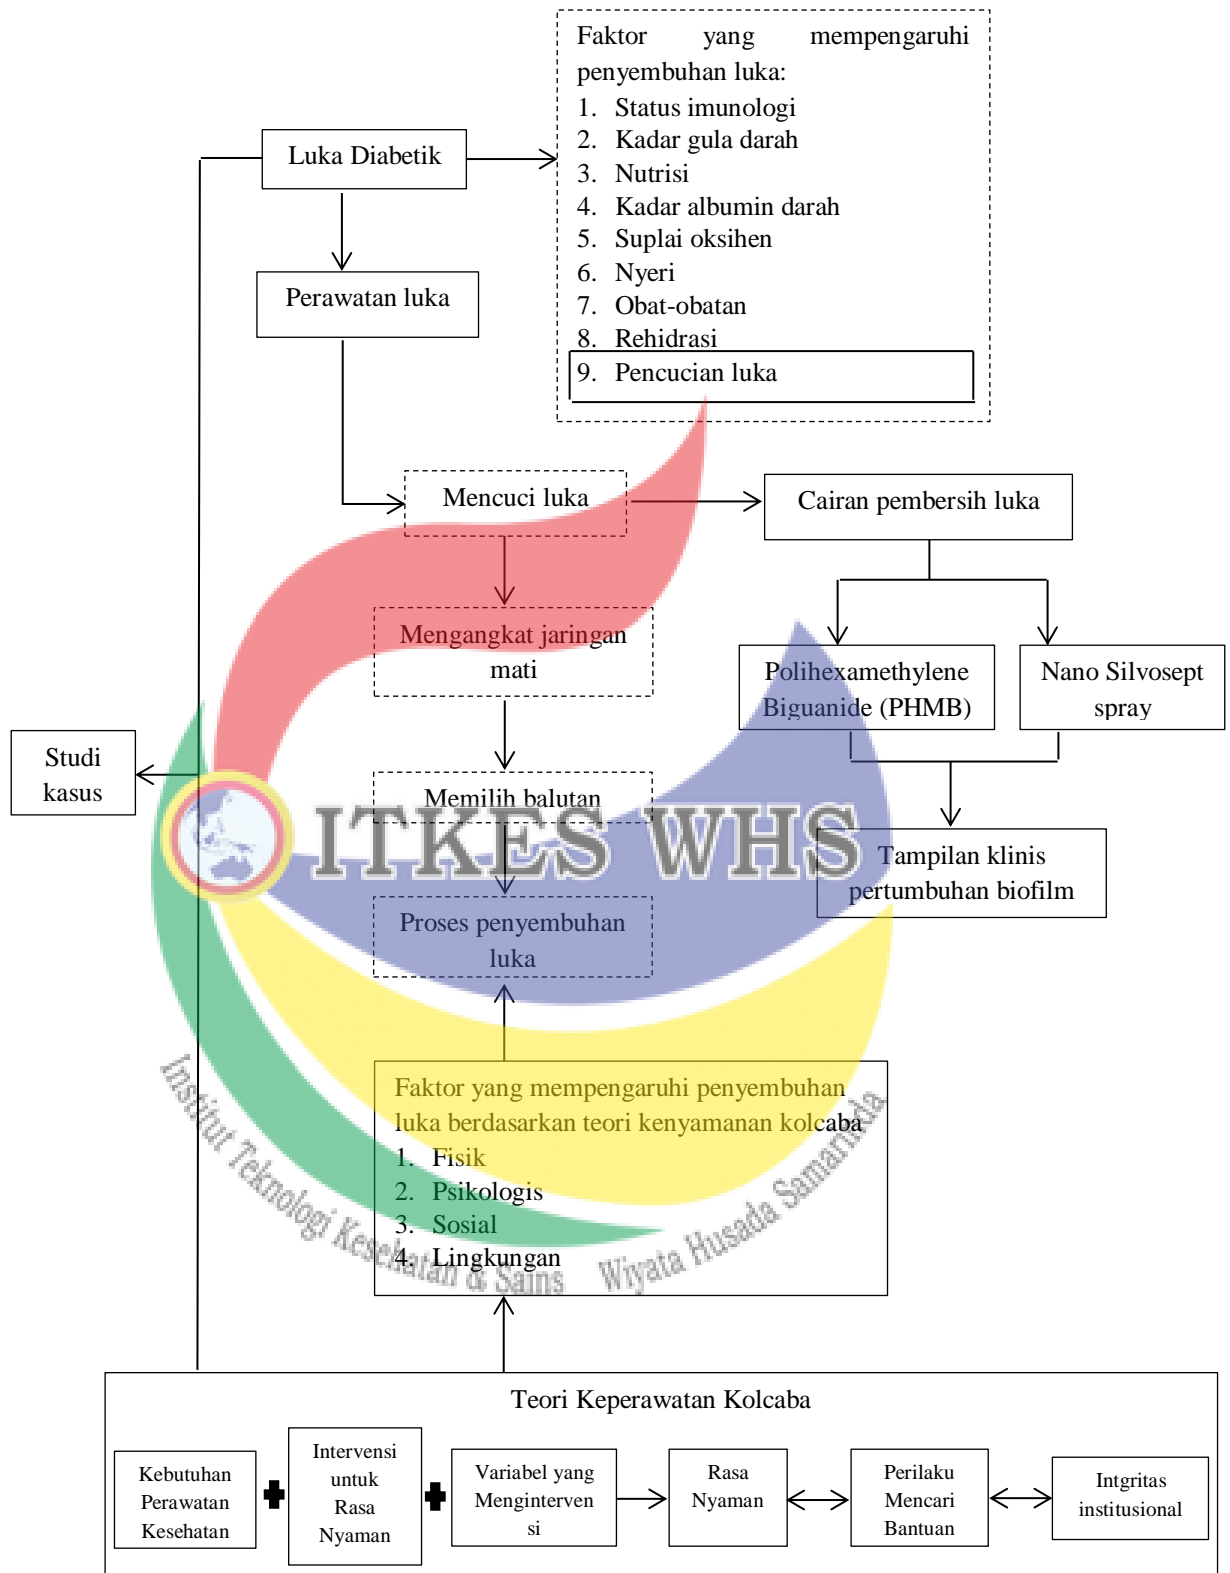 Faktor yang mempengaruhi
penyembuhan luka:
1. Status imunologi
2. Kadar gula darah
3. Nutrisi
4. Kadar albumin darah
5. Suplai oksihen
6. Nyeri
7. Obat-obatan
8. Rehidrasi
9. Pencucian luka
Luka Diabetik
Perawatan luka
Mencuci luka
Cairan pembersih luka
Mengangkat jaringan
mati
Polihexamethylene
Biguanide (PHMB)
Nano Silvosept
spray
Studi
kasus
Memilih balutan
ITKES WHS
Tampilan klinis
pertumbuhan biofilm
Proses penyembuhan
luka
Faktor yang mempengaruhi penyembuhan
luka berdasarkan teori kenyamanan kolcaba
1. Fisik
2. Psikologis
3. Sosial
4. Lingkungan
Institut Teknologi Kesehatan & Sains Wiyata Husada Samarinda
Teori Keperawatan Kolcaba
Kebutuhan
Perawatan
Kesehatan
Intervensi
untuk
Rasa
Nyaman
Variabel yang
Menginterven
si
Rasa
Nyaman
Perilaku
Mencari
Bantuan
Intgritas
institusional